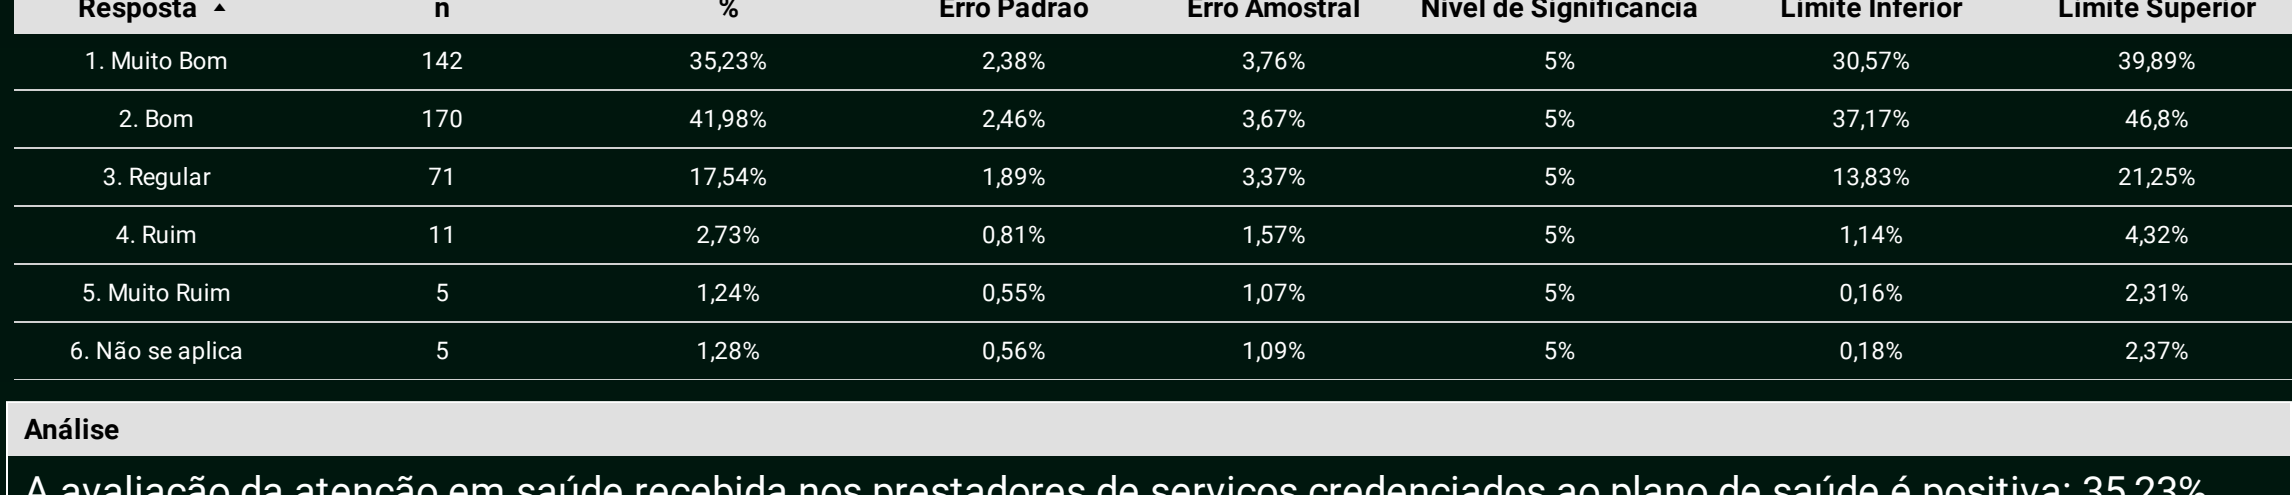 Resposta ▲ n % Erro Padrão Erro Amostral Nível de Significância Limite Inferior Limite Superior
1. Muito Bom 142 35,23% 2,38% 3,76% 5% 30,57% 39,89%
2. Bom 170 41,98% 2,46% 3,67% 5% 37,17% 46,8%
3. Regular 71 17,54% 1,89% 3,37% 5% 13,83% 21,25%
4. Ruim 11 2,73% 0,81% 1,57% 5% 1,14% 4,32%
5. Muito Ruim 5 1,24% 0,55% 1,07% 5% 0,16% 2,31%
6. Não se aplica 5 1,28% 0,56% 1,09% 5% 0,18% 2,37%
Análise
A avaliação da atenção em saúde recebida nos prestadores de serviços credenciados ao plano de saúde é positiva: 35,23%